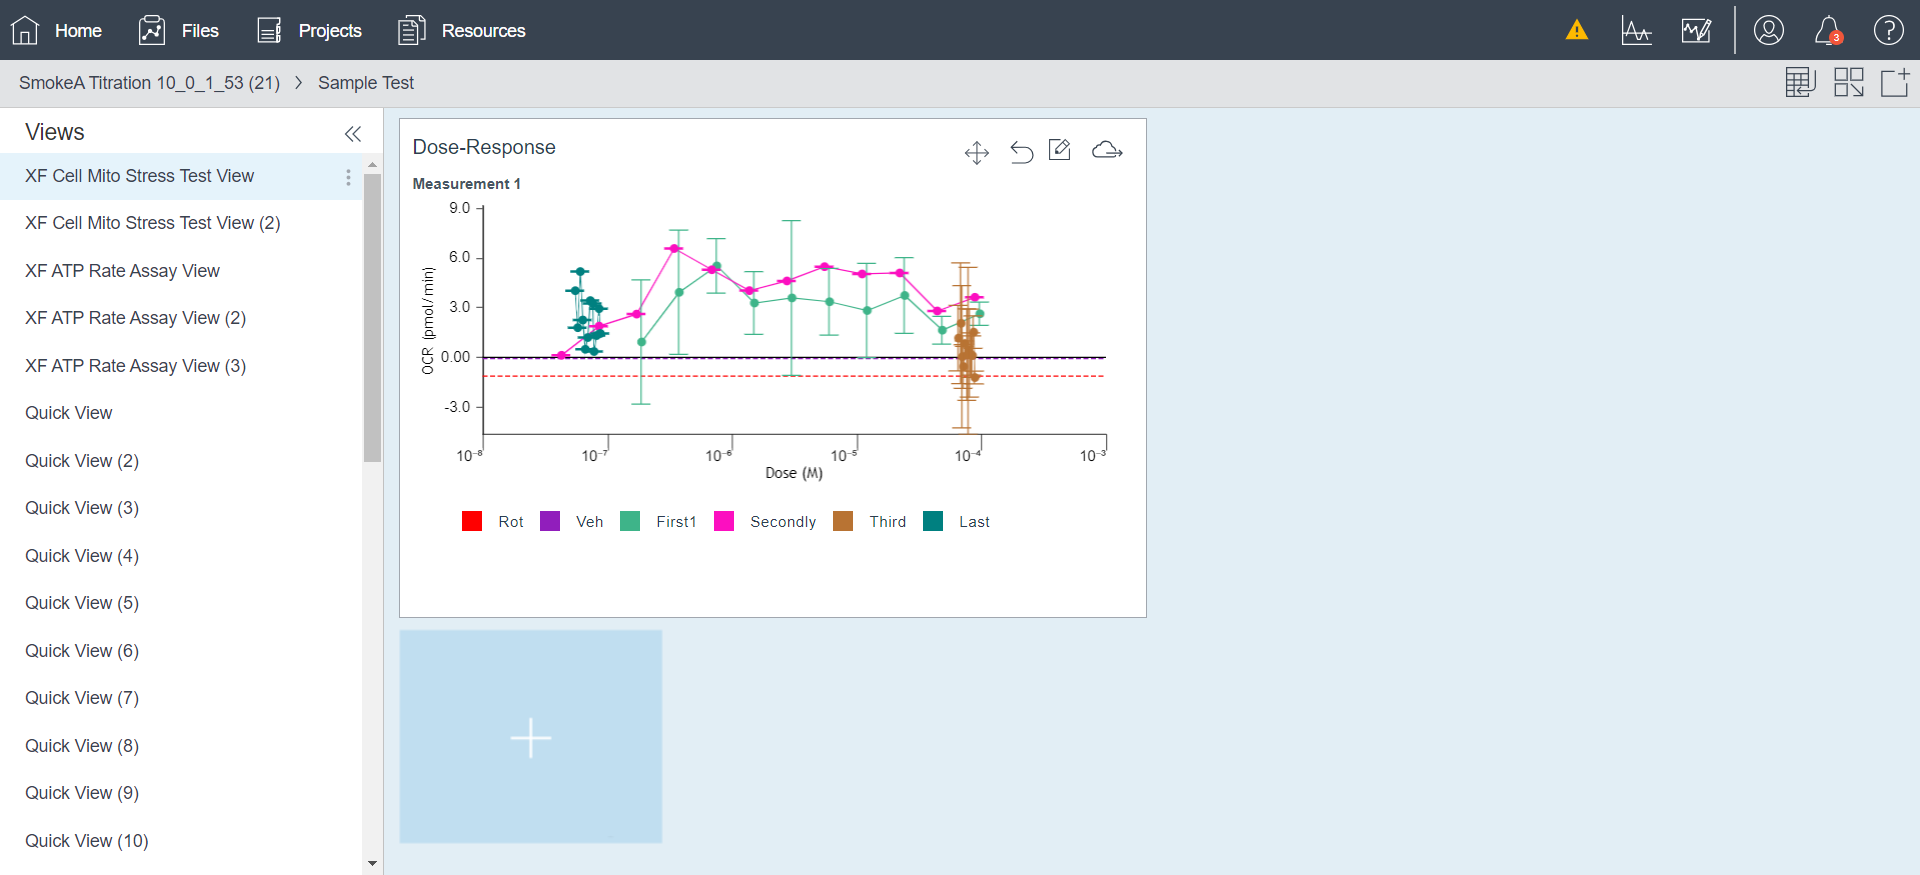 Home Files Projects Resources 3 ?
SmokeA Titration 10_0_1_53 (21) > Sample Test
Views
XF Cell Mito Stress Test View
XF Cell Mito Stress Test View (2)
XF ATP Rate Assay View
XF ATP Rate Assay View (2)
XF ATP Rate Assay View (3)
Quick View
Quick View (2)
Quick View (3)
Quick View (4)
Quick View (5)
Quick View (6)
Quick View (7)
Quick View (8)
Quick View (9)
Quick View (10)
Dose-Response
Measurement 1
OCR (pmol/min)
9.0
6.0
3.0
0.00
-3.0
10⁻⁸ 10⁻⁷ 10⁻⁶ 10⁻⁵ 10⁻⁴ 10⁻³
Dose (M)
Rot Veh First1 Secondly Third Last